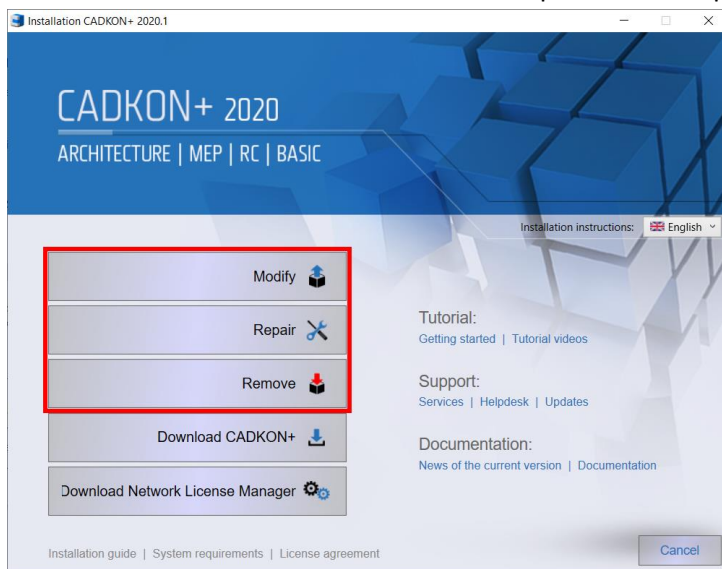 Installation CADKON+ 2020.1
CADKON+ 2020
ARCHITECTURE | MEP | RC | BASIC
Installation instructions: English
Modify
Repair
Remove
Download CADKON+
Download Network License Manager
Tutorial:
Getting started | Tutorial videos
Support:
Services | Helpdesk | Updates
Documentation:
News of the current version | Documentation
Installation guide | System requirements | License agreement
Cancel